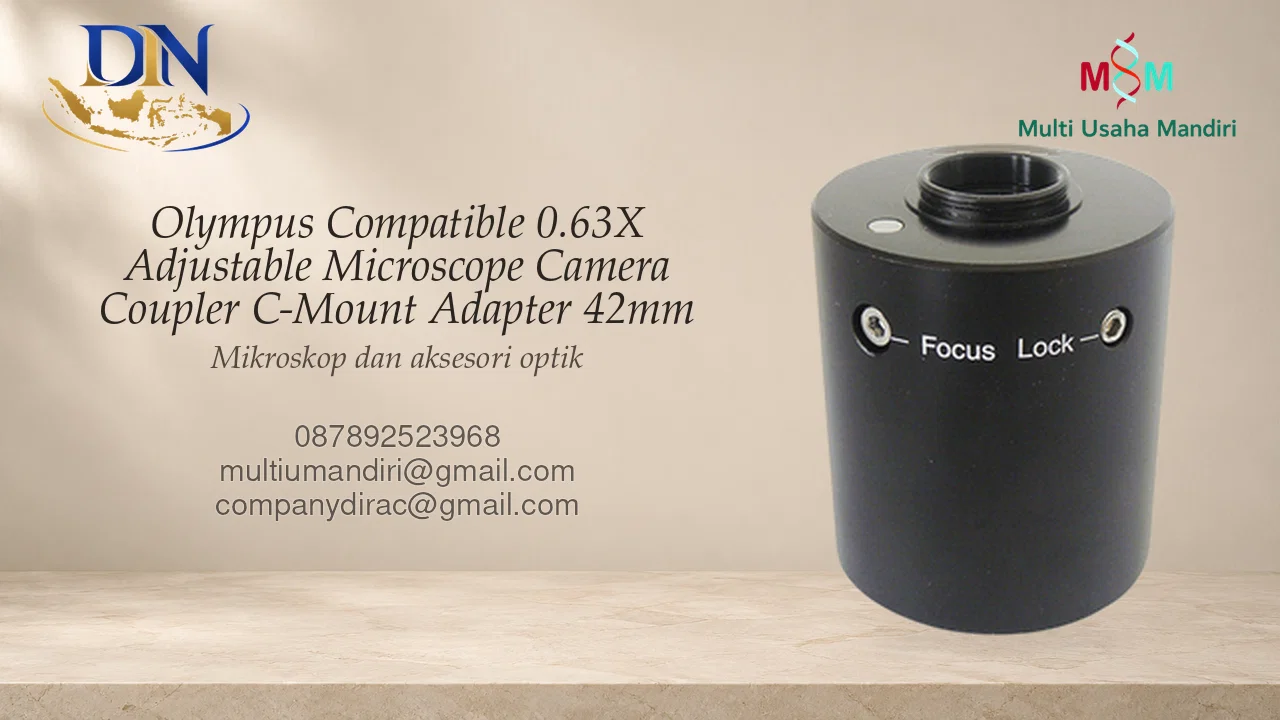 DN
M M
Multi Usaha Mandiri
Olympus Compatible 0.63X
Adjustable Microscope Camera
Coupler C-Mount Adapter 42mm
Mikroskop dan aksesori optik
087892523968
multiumandiri@gmail.com
companydirac@gmail.com
Focus Lock